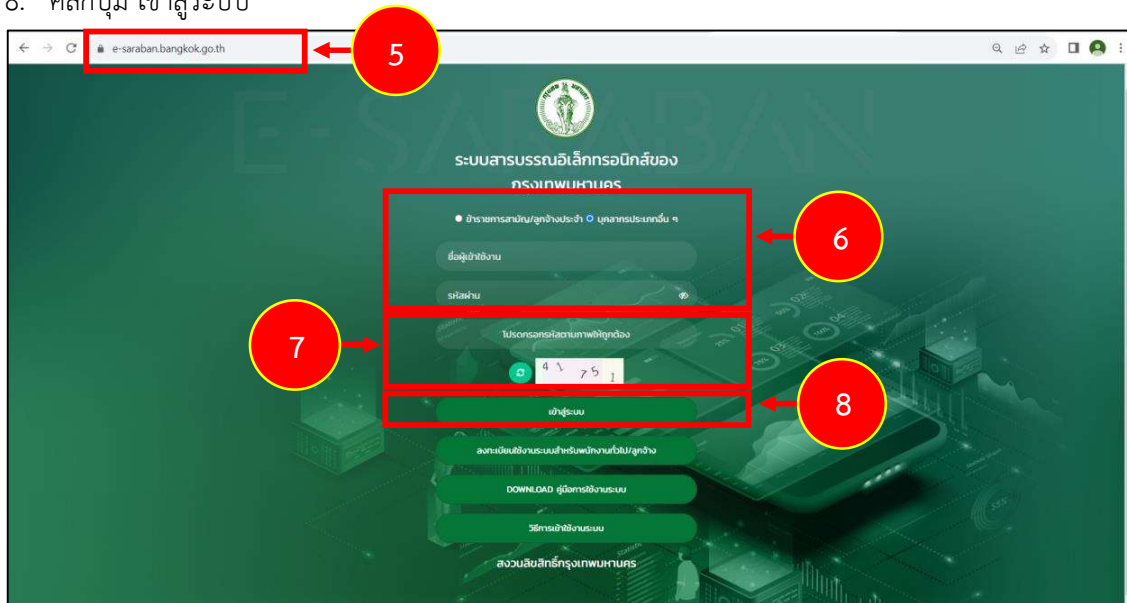 8. คลิกปุ่ม เข้าสู่ระบบ
e-saraban.bangkok.go.th
5
E-SARABAN
ระบบสารบรรณอิเล็กทรอนิกส์ของ
กรุงเทพมหานคร
ข้าราชการสามัญ/ลูกจ้างประจำ บุคลากรประเภทอื่น ๆ
6
ชื่อผู้เข้าใช้งาน
รหัสผ่าน
7
โปรดกรอกรหัสตามภาพให้ถูกต้อง
4 1 7 5 1
เข้าสู่ระบบ
8
ลงทะเบียนใช้งานระบบสำหรับพนักงานทั่วไป/ลูกจ้าง
DOWNLOAD คู่มือการใช้งานระบบ
วิธีการเข้าใช้งานระบบ
สงวนลิขสิทธิ์กรุงเทพมหานคร